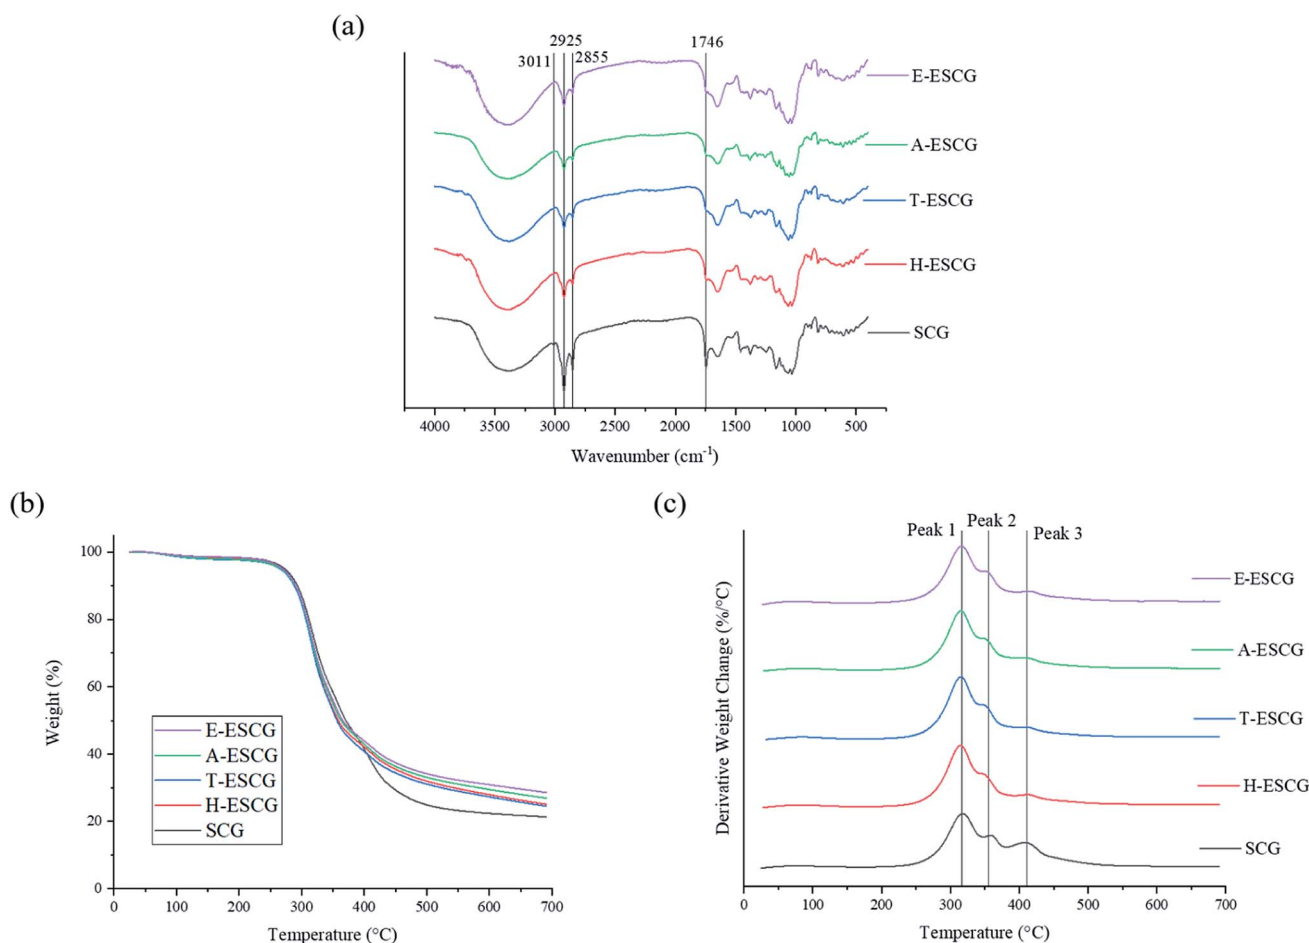 (a)
2925
3011
2855
1746
E-ESCG
A-ESCG
T-ESCG
H-ESCG
SCG
4000 3500 3000 2500 2000 1500 1000 500
Wavenumber (cm⁻¹)
(b)
100
80
60
40
20
0
Weight (%)
E-ESCG
A-ESCG
T-ESCG
H-ESCG
SCG
0 100 200 300 400 500 600 700
Temperature (°C)
(c)
Peak 1
Peak 2
Peak 3
Derivative Weight Change (%/°C)
E-ESCG
A-ESCG
T-ESCG
H-ESCG
SCG
0 100 200 300 400 500 600 700
Temperature (°C)